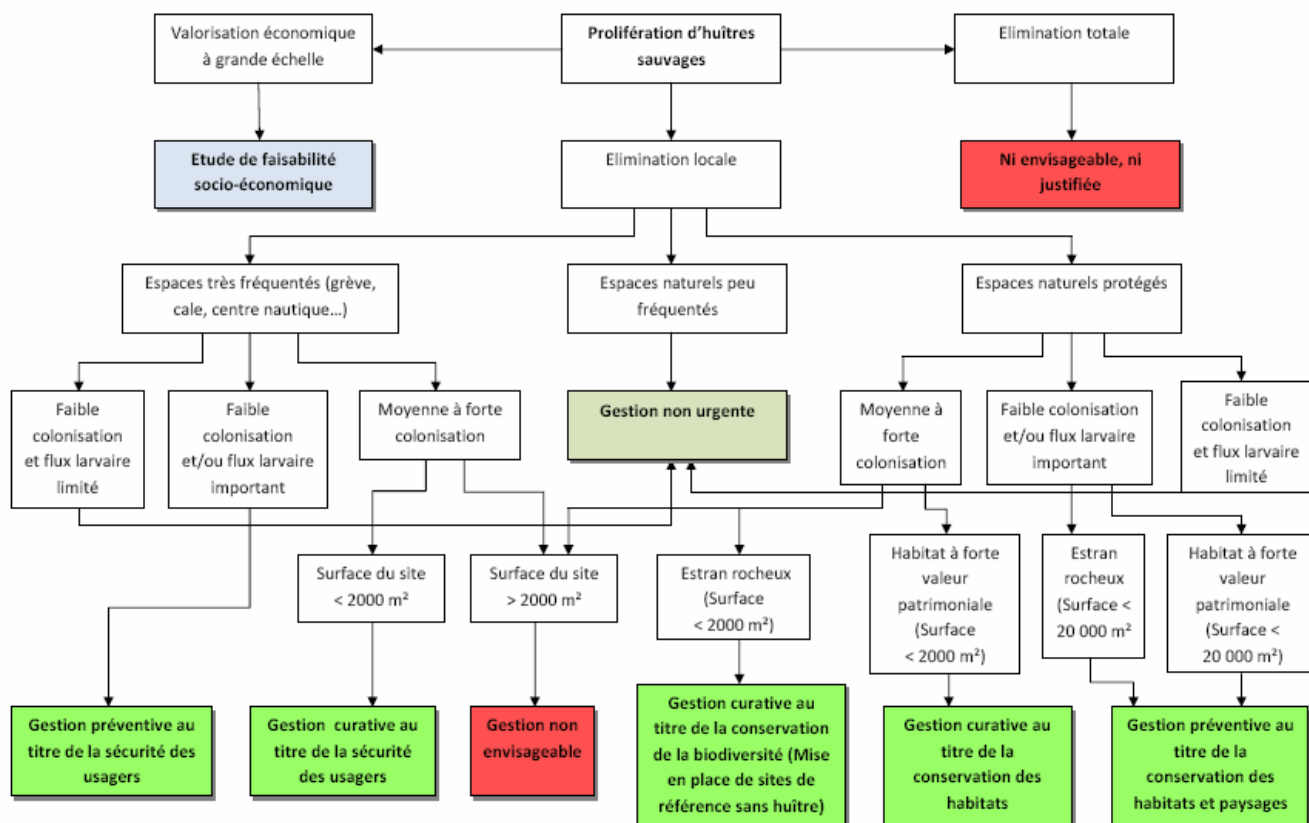 Valorisation économique
à grande échelle
Prolifération d'huîtres
sauvages
Elimination totale
Etude de faisabilité
socio-économique
Elimination locale
Ni envisageable, ni
justifiée
Espaces très fréquentés (grève,
cale, centre nautique...)
Espaces naturels peu
fréquentés
Espaces naturels protégés
Faible
colonisation
et flux larvaire
limité
Faible
colonisation
et/ou flux larvaire
important
Moyenne à forte
colonisation
Gestion non urgente
Moyenne à
forte
colonisation
Faible colonisation
et/ou flux larvaire
important
Faible
colonisation
et flux larvaire
limité
Surface du site
< 2000 m²
Surface du site
> 2000 m²
Estran rocheux
(Surface
< 2000 m²)
Habitat à forte
valeur
patrimoniale
(Surface
< 2000 m²)
Estran
rocheux
(Surface <
20 000 m²
Habitat à forte
valeur
patrimoniale
(Surface <
20 000 m²)
Gestion préventive au
titre de la sécurité des
usagers
Gestion curative au
titre de la sécurité
des usagers
Gestion non
envisageable
Gestion curative au
titre de la conservation
de la biodiversité (Mise
en place de sites de
référence sans huître)
Gestion curative au
titre de la
conservation des
habitats
Gestion préventive au
titre de la
conservation des
habitats et paysages